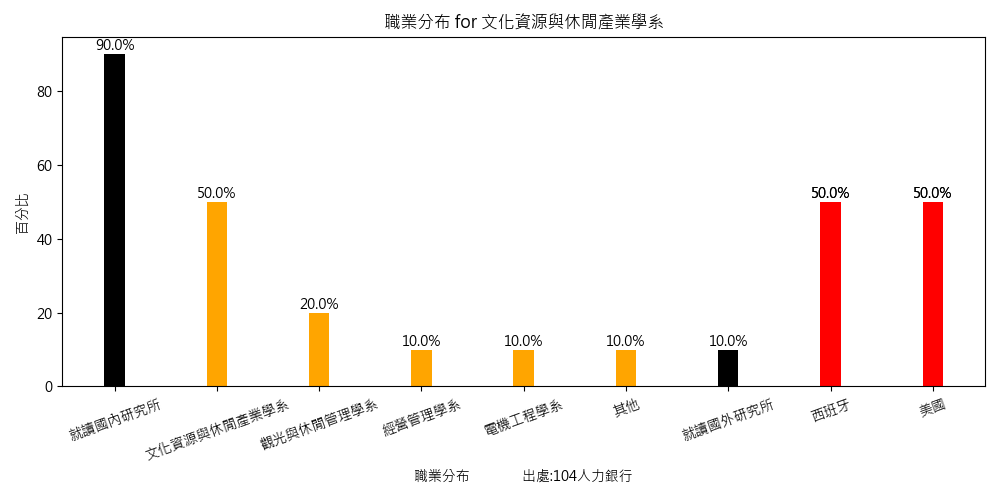 職業分布 for 文化資源與休閒產業學系
百分比
80
60
40
20
0
90.0%
50.0%
20.0%
10.0%
10.0%
10.0%
10.0%
50.0%
50.0%
就讀國內研究所
文化資源與休閒產業學系
觀光與休閒管理學系
經營管理學系
電機工程學系
其他
就讀國外研究所
西班牙
美國
職業分布 出處:104人力銀行